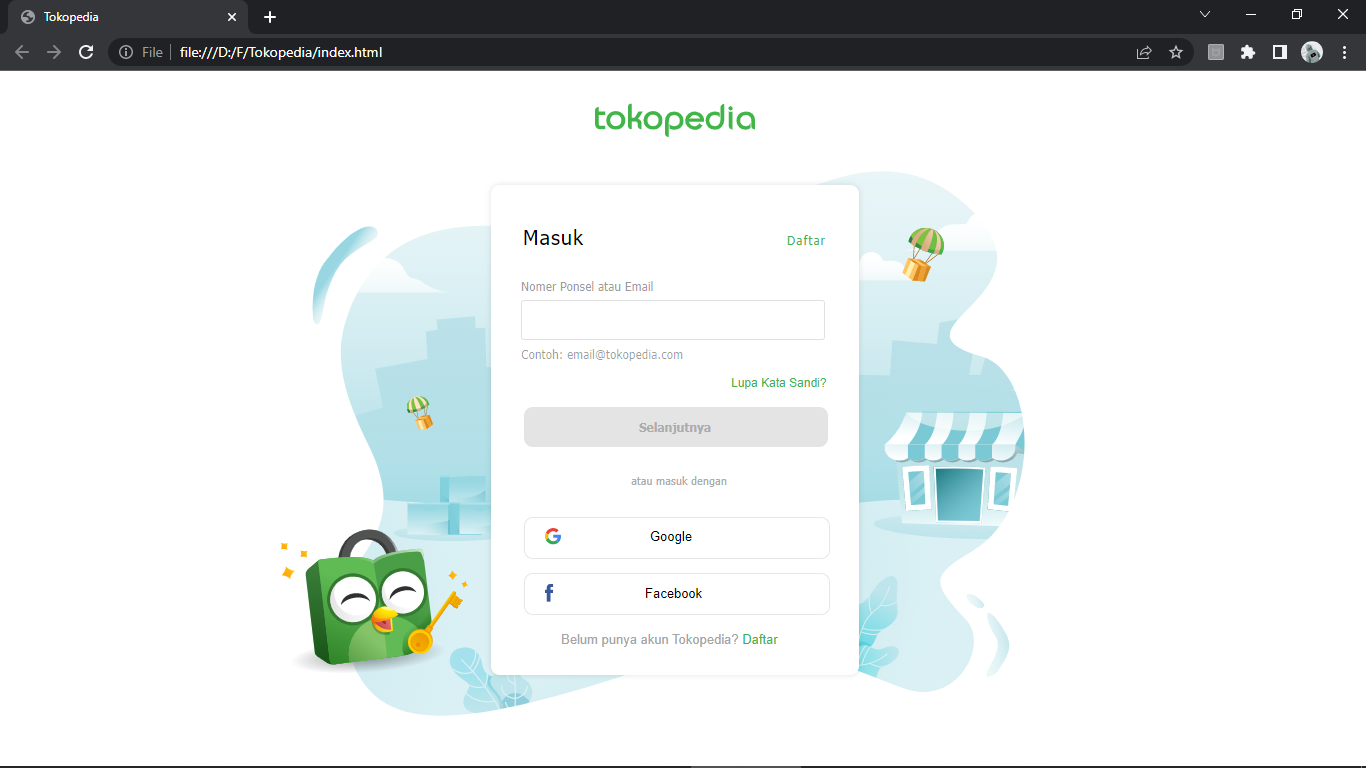 Tokopedia
File
file:///D:/F/Tokopedia/index.html
tokopedia
Masuk
Daftar
Nomer Ponsel atau Email
Contoh: email@tokopedia.com
Lupa Kata Sandi?
Selanjutnya
atau masuk dengan
Google
Facebook
Belum punya akun Tokopedia? Daftar